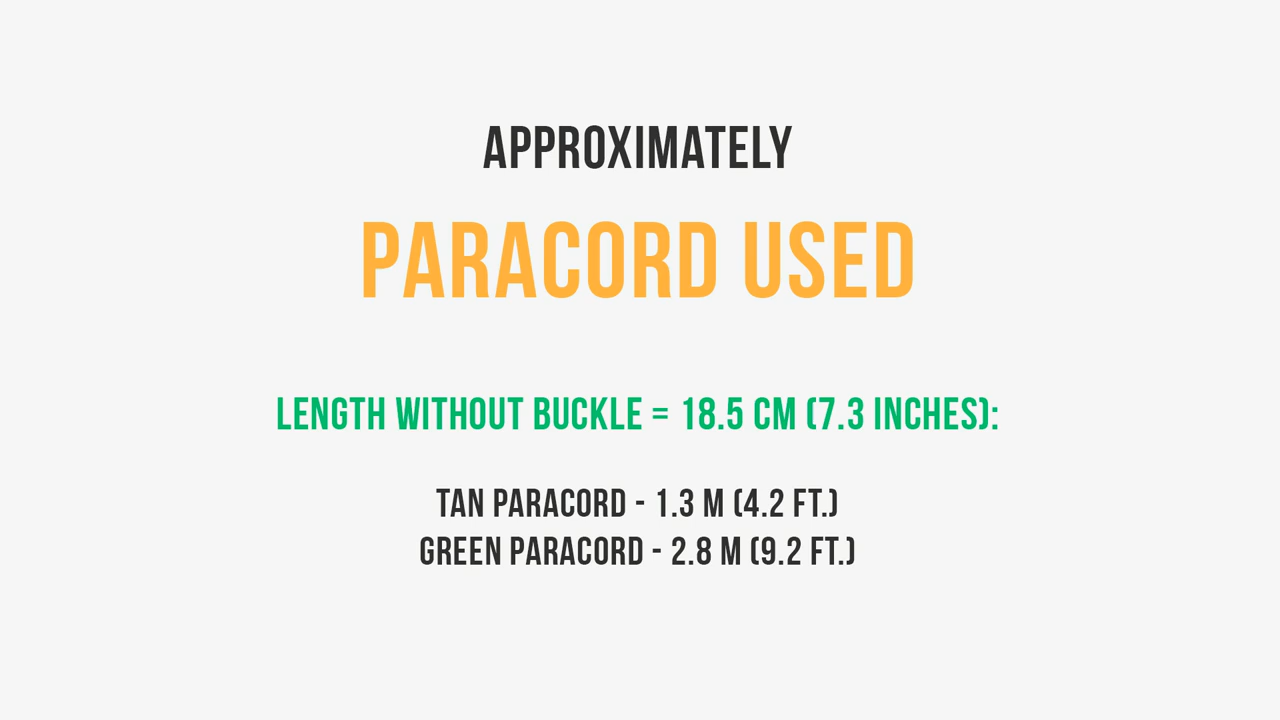 APPROXIMATELY
PARACORD USED
LENGTH WITHOUT BUCKLE = 18.5 CM (7.3 INCHES):
TAN PARACORD - 1.3 M (4.2 FT.)
GREEN PARACORD - 2.8 M (9.2 FT.)